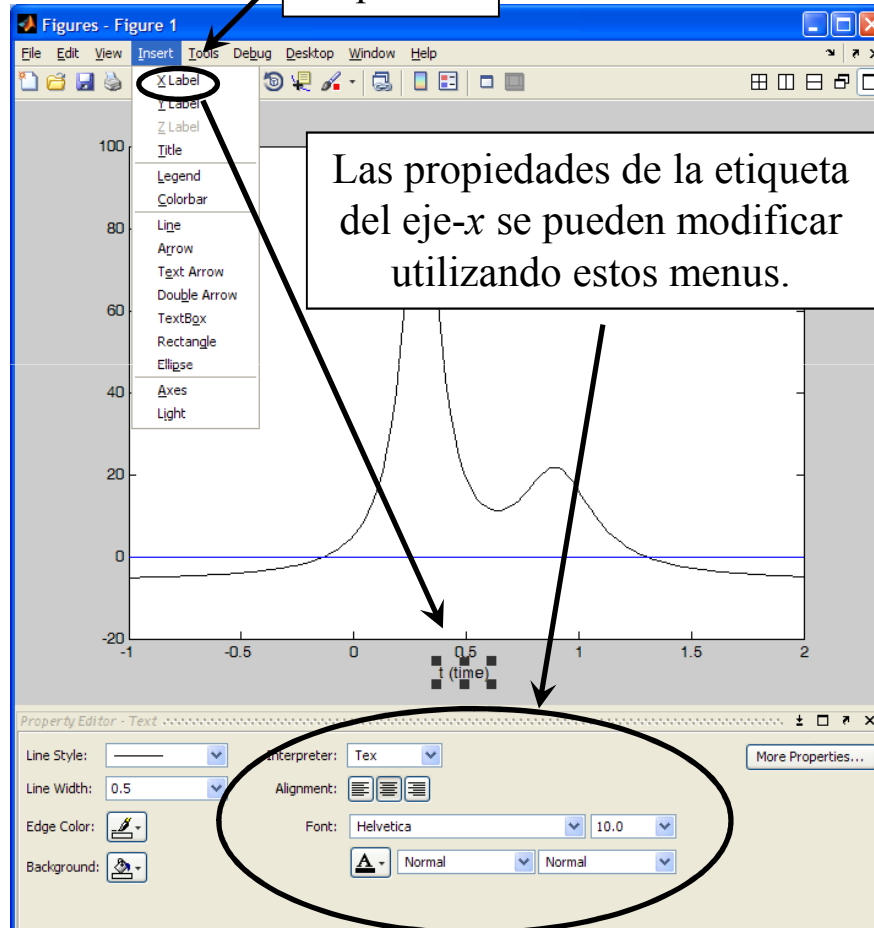 Figures - Figure 1
File Edit View Insert Tools Debug Desktop Window Help
X Label
Y Label
Z Label
Title
Legend
Colorbar
Line
Arrow
Text Arrow
Double Arrow
TextBox
Rectangle
Ellipse
Axes
Light
Las propiedades de la etiqueta
del eje-x se pueden modificar
utilizando estos menus.
100
80
60
40
20
0
-20
-1 -0.5 0 0.5 1 1.5 2
t (time)
Property Editor - Text
Line Style: Interpreter: Tex More Properties...
Line Width: 0.5 Alignment:
Edge Color: Font: Helvetica 10.0
Background: A Normal Normal